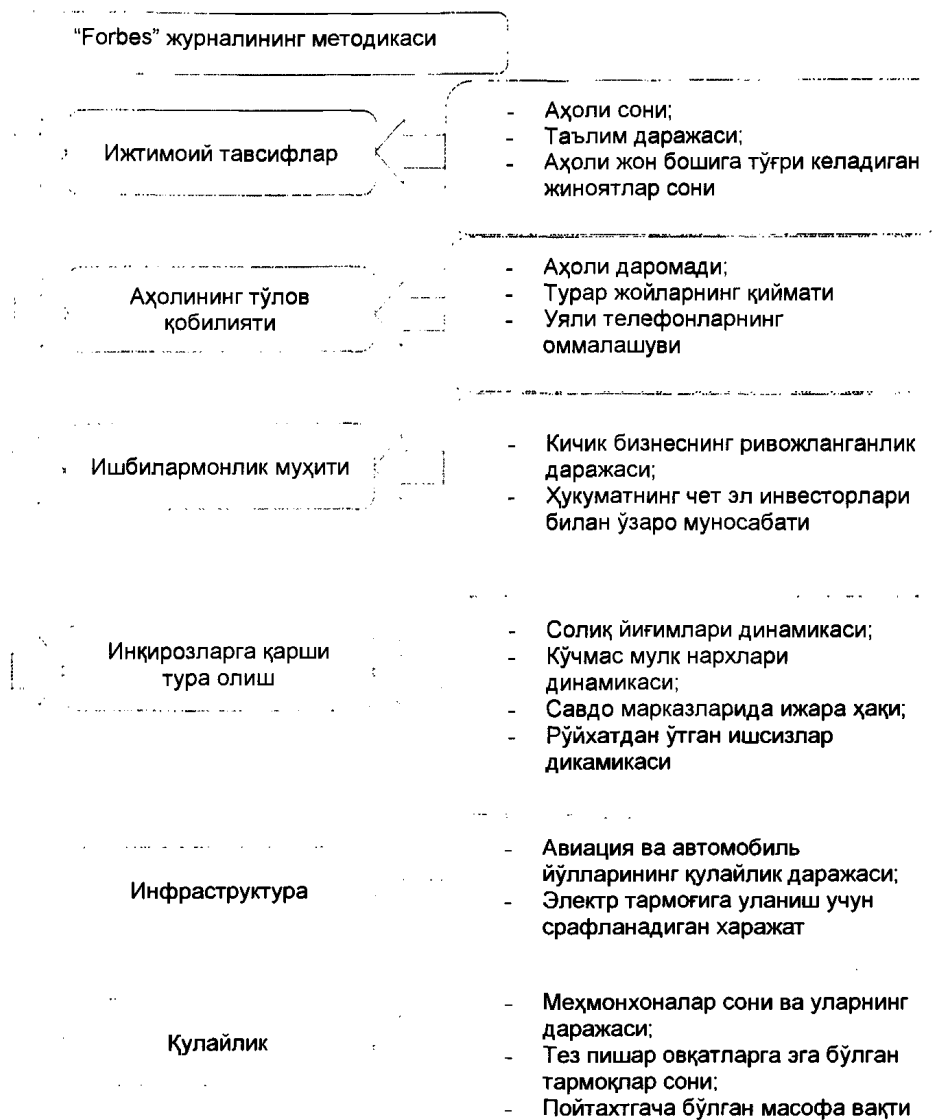 “Forbes” журналининг методикаси
Ижтимоий тавсифлар
- Аҳоли сони;
- Таълим даражаси;
- Аҳоли жон бошига тўғри келадиган
жиноятлар сони
Аҳолининг тўлов
қобилияти
- Аҳоли даромади;
- Турар жойларнинг қиймати
- Уяли телефонларнинг
оммалашуви
Ишбилармонлик муҳити
- Кичик бизнеснинг ривожланганлик
даражаси;
- Ҳукуматнинг чет эл инвесторлари
билан ўзаро муносабати
Инқирозларга қарши
тура олиш
- Солиқ йиғимлари динамикаси;
- Кўчмас мулк нархлари
динамикаси;
- Савдо марказларида ижара ҳақи;
- Рўйхатдан ўтган ишсизлар
дикамикаси
Инфраструктура
- Авиация ва автомобиль
йўлларининг қулайлик даражаси;
- Электр тармоғига уланиш учун
срафланадиган харажат
Қулайлик
- Меҳмонхоналар сони ва уларнинг
даражаси;
- Тез пишар овқатларга эга бўлган
тармоқлар сони;
- Пойтахтгача бўлган масофа вақти